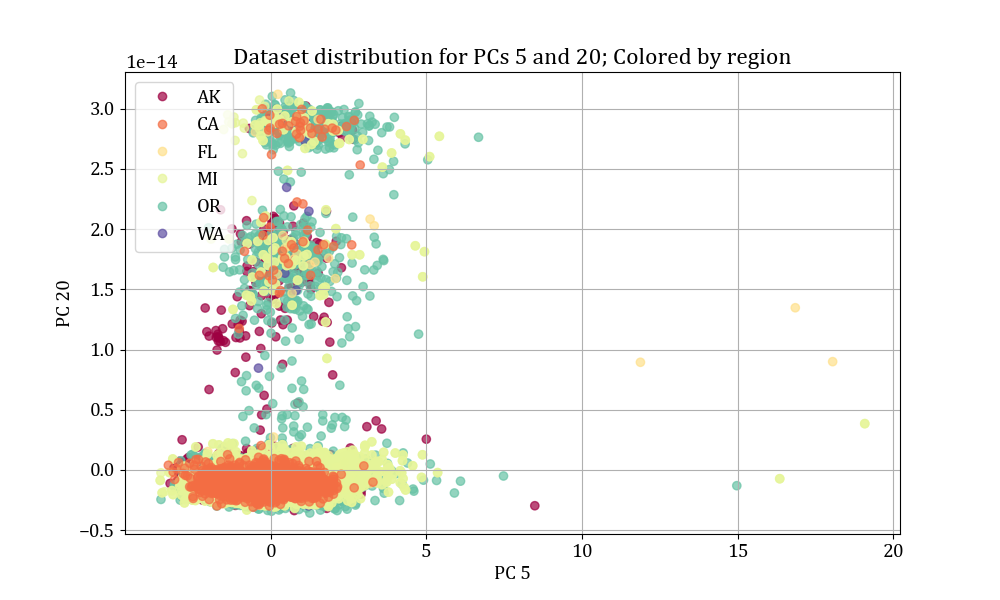 Dataset distribution for PCs 5 and 20; Colored by region
1e−14
AK
CA
FL
MI
OR
WA
3.0
2.5
2.0
1.5
1.0
0.5
0.0
−0.5
PC 20
0
5
10
15
20
PC 5